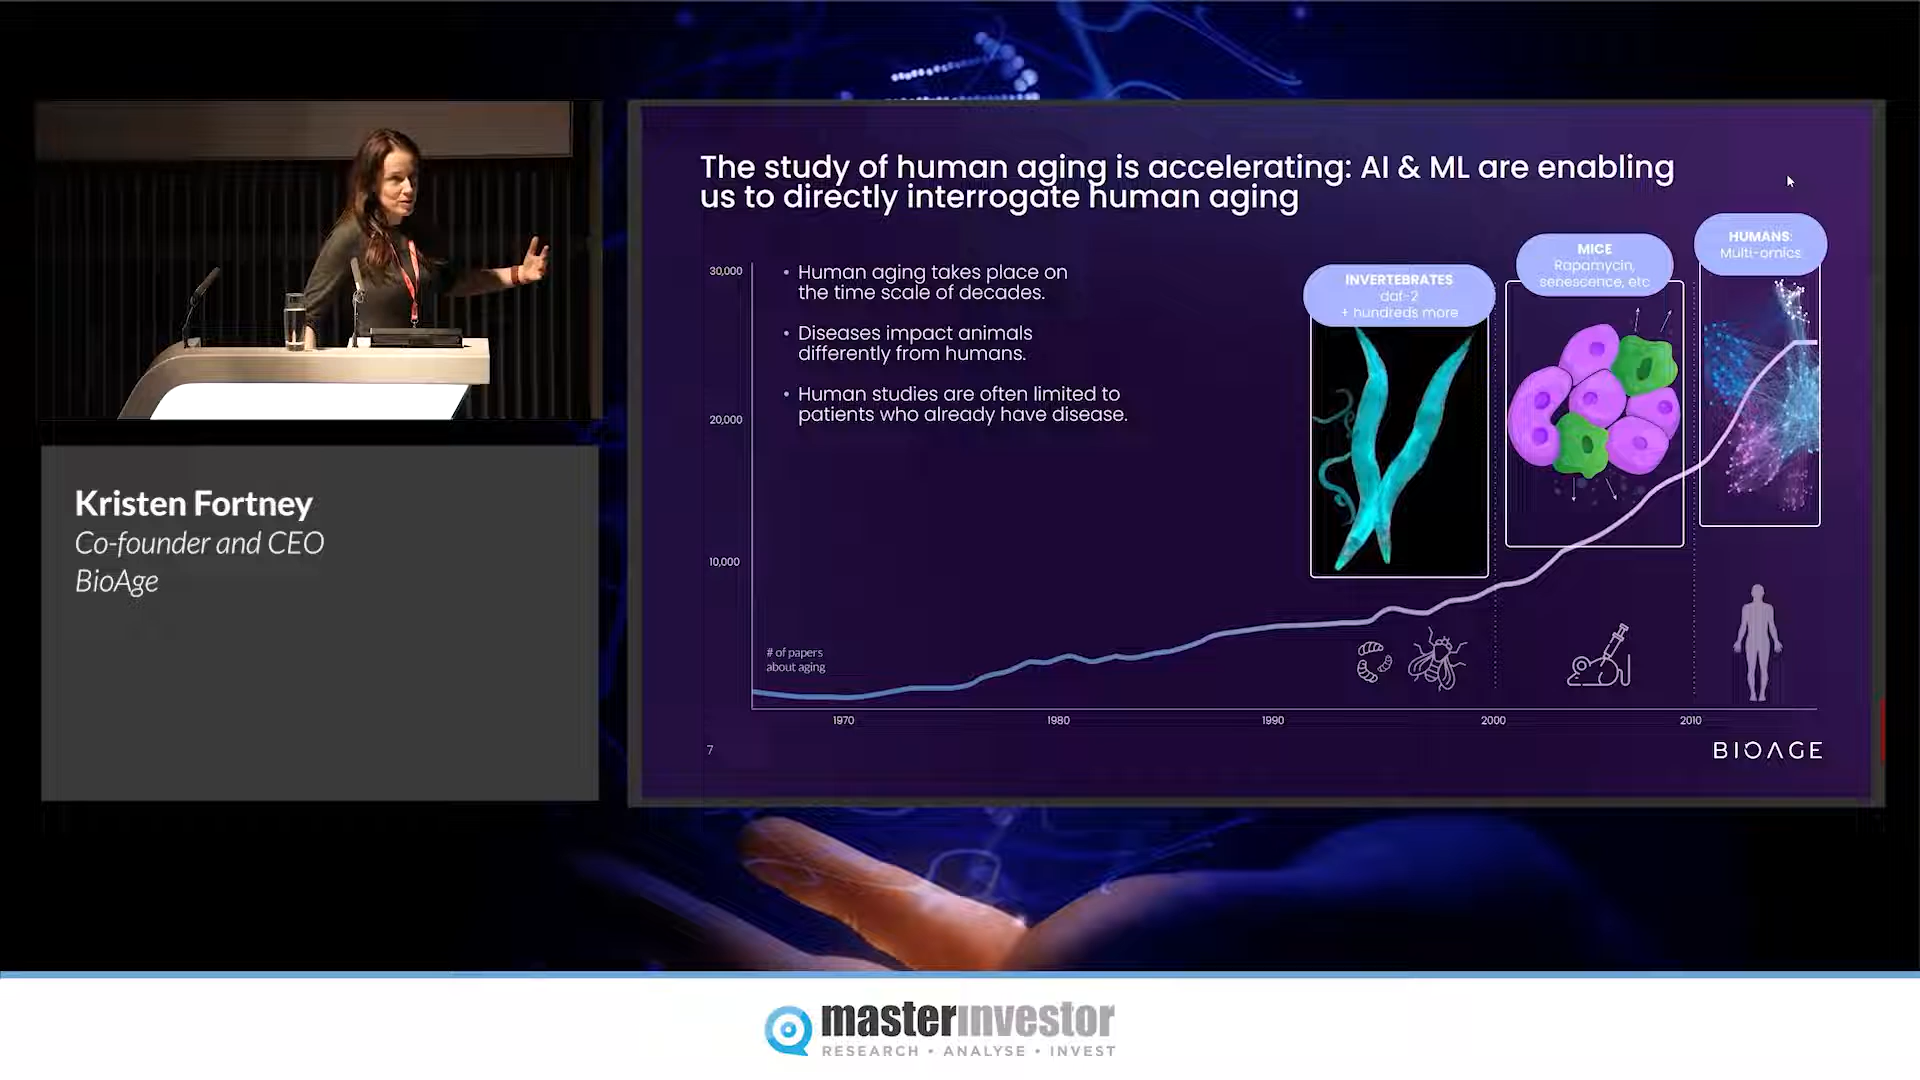 The study of human aging is accelerating: AI & ML are enabling
us to directly interrogate human aging
30,000
20,000
10,000
• Human aging takes place on
the time scale of decades.
• Diseases impact animals
differently from humans.
• Human studies are often limited to
patients who already have disease.
INVERTEBRATES
daf-2
+ hundreds more
MICE
Rapamycin,
senescence, etc
HUMANS:
Multi-omics
# of papers
about aging
1970
1980
1990
2000
2010
7
BIOAGE
Kristen Fortney
Co-founder and CEO
BioAge
masterinvestor
RESEARCH • ANALYSE • INVEST